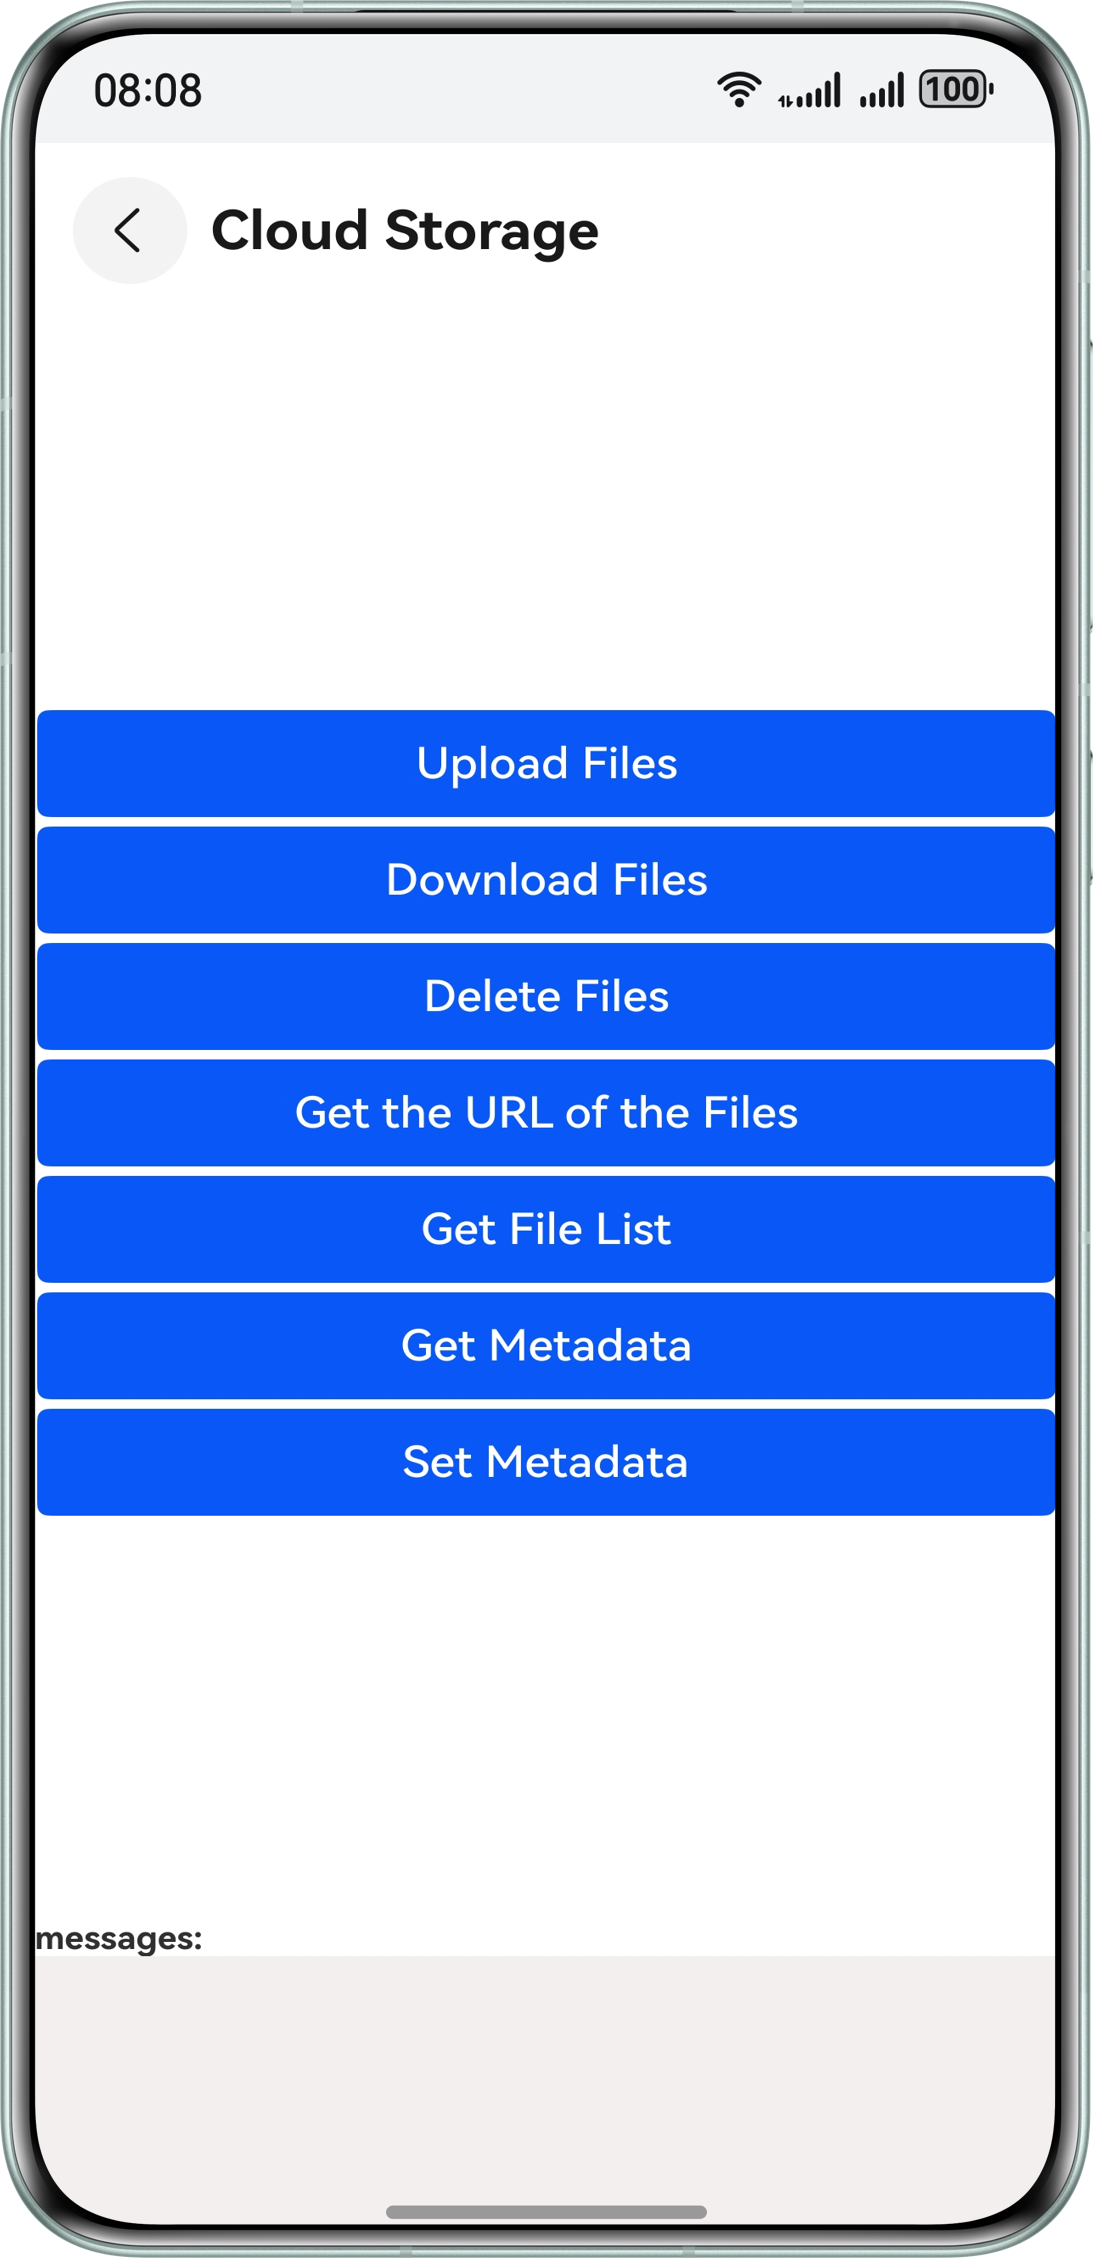 08:08
100
Cloud Storage
Upload Files
Download Files
Delete Files
Get the URL of the Files
Get File List
Get Metadata
Set Metadata
messages: